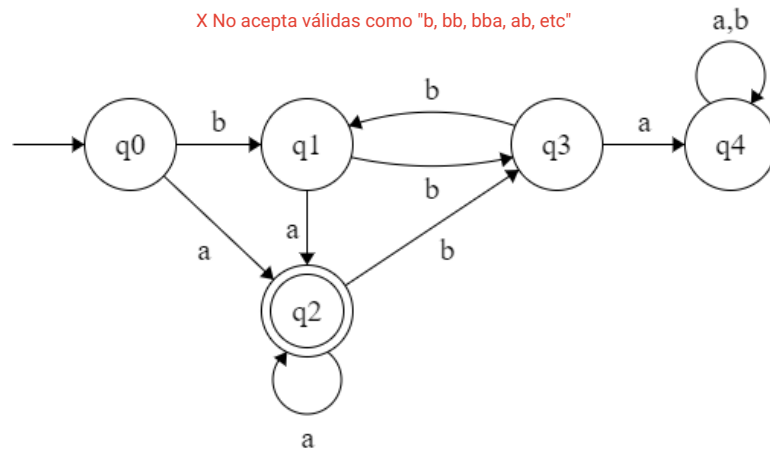 X No acepta válidas como "b, bb, bba, ab, etc"
a,b
b
b
q0
q1
q3
a
q4
b
a
a
b
q2
a